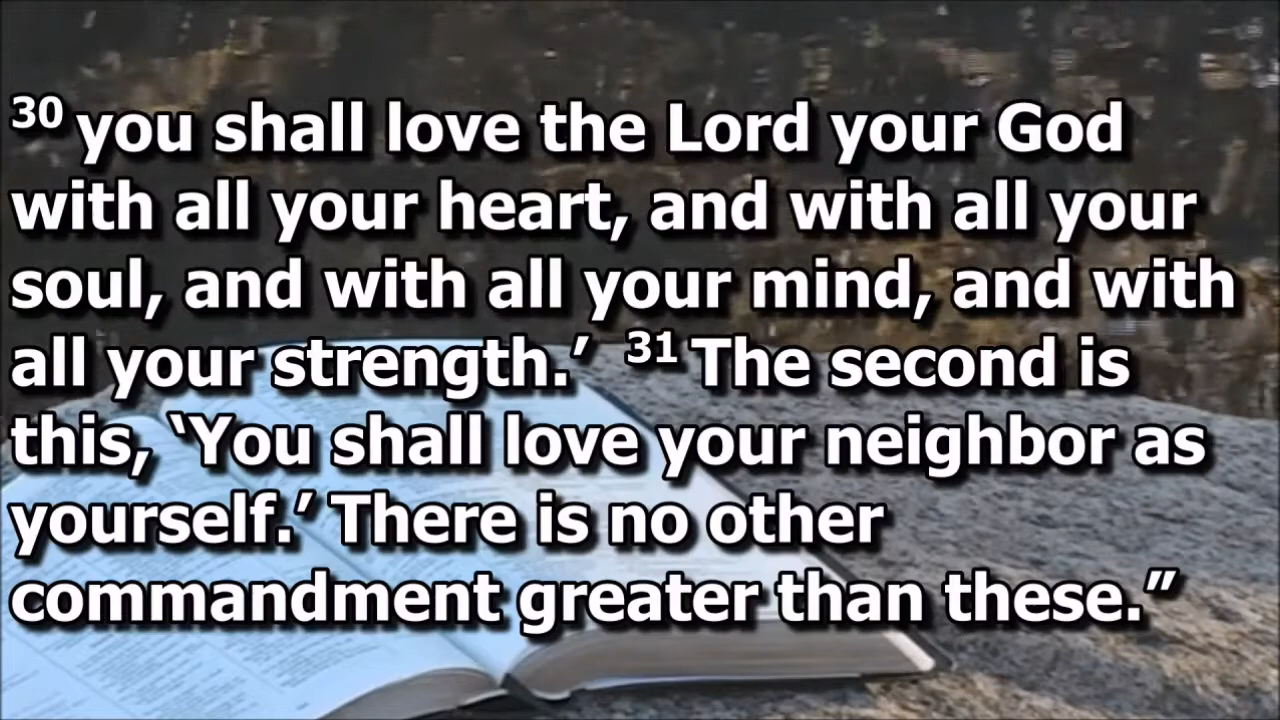 30 you shall love the Lord your God
with all your heart, and with all your
soul, and with all your mind, and with
all your strength.’ 31 The second is
this, ‘You shall love your neighbor as
yourself.’ There is no other
commandment greater than these.”